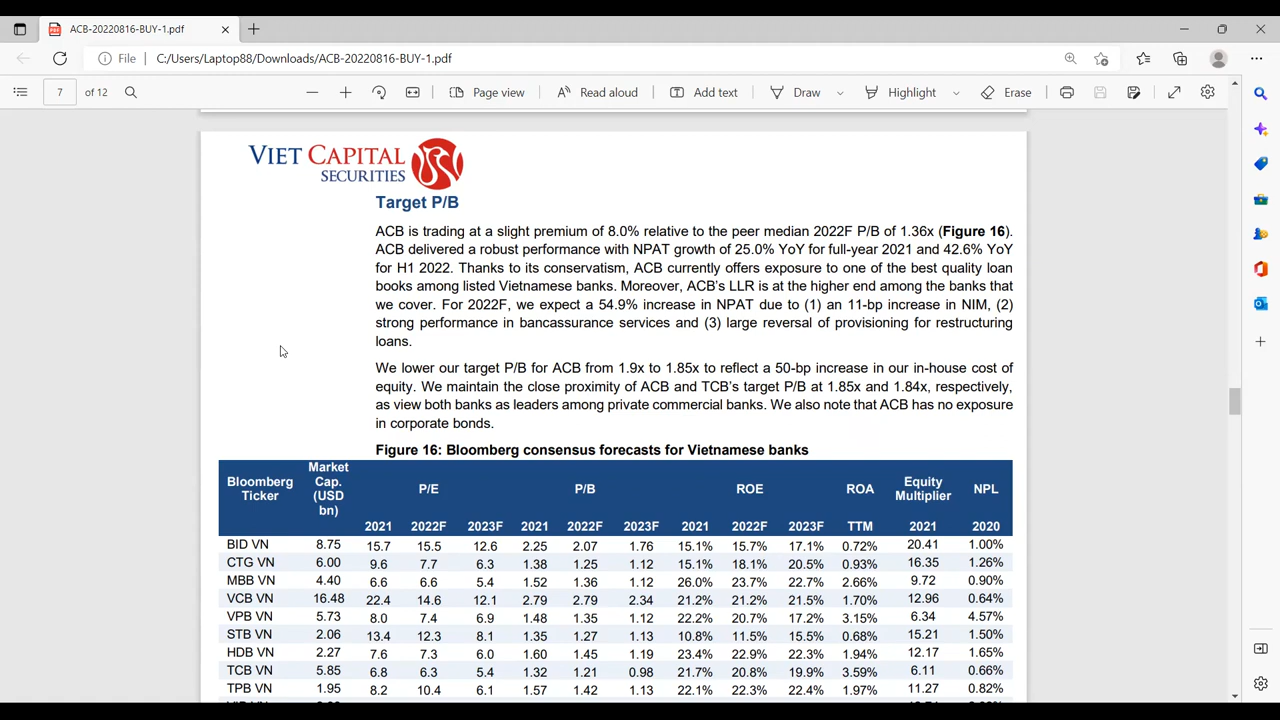 ACB-20220816-BUY-1.pdf
File C:/Users/Laptop88/Downloads/ACB-20220816-BUY-1.pdf
7 of 12 Page view Read aloud Add text Draw Highlight Erase
VIET CAPITAL
SECURITIES
Target P/B
ACB is trading at a slight premium of 8.0% relative to the peer median 2022F P/B of 1.36x (Figure 16).
ACB delivered a robust performance with NPAT growth of 25.0% YoY for full-year 2021 and 42.6% YoY
for H1 2022. Thanks to its conservatism, ACB currently offers exposure to one of the best quality loan
books among listed Vietnamese banks. Moreover, ACB's LLR is at the higher end among the banks that
we cover. For 2022F, we expect a 54.9% increase in NPAT due to (1) an 11-bp increase in NIM, (2)
strong performance in bancassurance services and (3) large reversal of provisioning for restructuring
loans.
We lower our target P/B for ACB from 1.9x to 1.85x to reflect a 50-bp increase in our in-house cost of
equity. We maintain the close proximity of ACB and TCB's target P/B at 1.85x and 1.84x, respectively,
as view both banks as leaders among private commercial banks. We also note that ACB has no exposure
in corporate bonds.
Figure 16: Bloomberg consensus forecasts for Vietnamese banks
Bloomberg Ticker Market Cap. (USD bn) P/E P/B ROE ROA Equity Multiplier NPL
2021 2022F 2023F 2021 2022F 2023F 2021 2022F 2023F TTM 2021 2020
BID VN 8.75 15.7 15.5 12.6 2.25 2.07 1.76 15.1% 15.7% 17.1% 0.72% 20.41 1.00%
CTG VN 6.00 9.6 7.7 6.3 1.38 1.25 1.12 15.1% 18.1% 20.5% 0.93% 16.35 1.26%
MBB VN 4.40 6.6 6.6 5.4 1.52 1.36 1.12 26.0% 23.7% 22.7% 2.66% 9.72 0.90%
VCB VN 16.48 22.4 14.6 12.1 2.79 2.79 2.34 21.2% 21.2% 21.5% 1.70% 12.96 0.64%
VPB VN 5.73 8.0 7.4 6.9 1.48 1.35 1.12 22.2% 20.7% 17.2% 3.15% 6.34 4.57%
STB VN 2.06 13.4 12.3 8.1 1.35 1.27 1.13 10.8% 11.5% 15.5% 0.68% 15.21 1.50%
HDB VN 2.27 7.6 7.3 6.0 1.60 1.45 1.19 23.4% 22.9% 22.3% 1.94% 12.17 1.65%
TCB VN 5.85 6.8 6.3 5.4 1.32 1.21 0.98 21.7% 20.8% 19.9% 3.59% 6.11 0.66%
TPB VN 1.95 8.2 10.4 6.1 1.57 1.42 1.13 22.1% 22.3% 22.4% 1.97% 11.27 0.82%